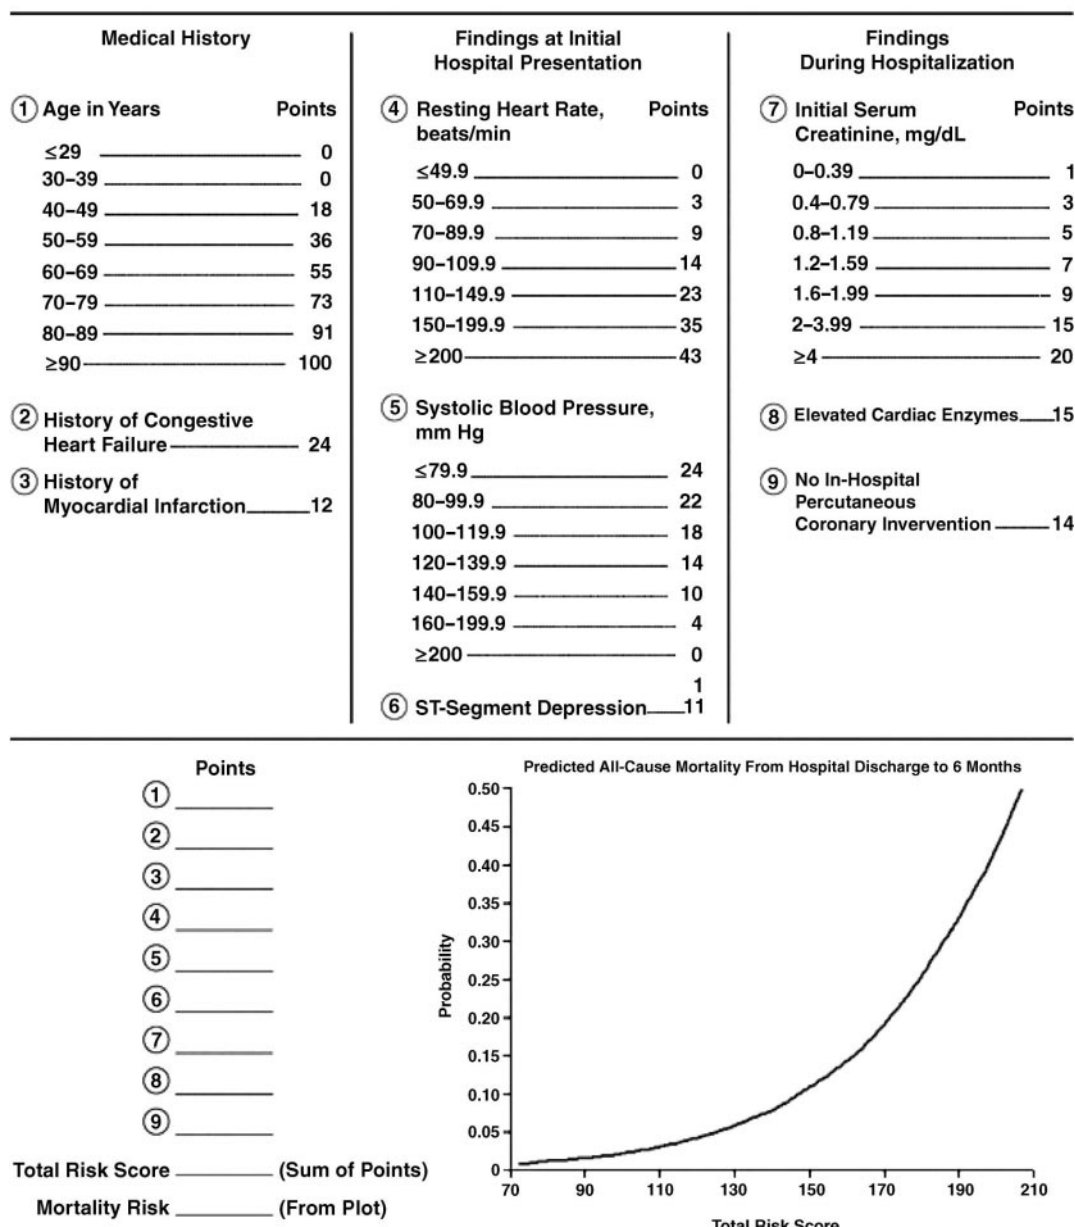 Medical History
① Age in Years Points
≤29 0
30–39 0
40–49 18
50–59 36
60–69 55
70–79 73
80–89 91
≥90 100
② History of Congestive
Heart Failure 24
③ History of
Myocardial Infarction 12
Findings at Initial
Hospital Presentation
④ Resting Heart Rate, Points
beats/min
≤49.9 0
50–69.9 3
70–89.9 9
90–109.9 14
110–149.9 23
150–199.9 35
≥200 43
⑤ Systolic Blood Pressure,
mm Hg
≤79.9 24
80–99.9 22
100–119.9 18
120–139.9 14
140–159.9 10
160–199.9 4
≥200 0
1
⑥ ST-Segment Depression 11
Findings
During Hospitalization
⑦ Initial Serum Points
Creatinine, mg/dL
0–0.39 1
0.4–0.79 3
0.8–1.19 5
1.2–1.59 7
1.6–1.99 9
2–3.99 15
≥4 20
⑧ Elevated Cardiac Enzymes 15
⑨ No In-Hospital
Percutaneous
Coronary Invervention 14
Points
①
②
③
④
⑤
⑥
⑦
⑧
⑨
Total Risk Score (Sum of Points)
Mortality Risk (From Plot)
Predicted All-Cause Mortality From Hospital Discharge to 6 Months
Probability
0.50
0.45
0.40
0.35
0.30
0.25
0.20
0.15
0.10
0.05
0
70 90 110 130 150 170 190 210
Total Risk Score